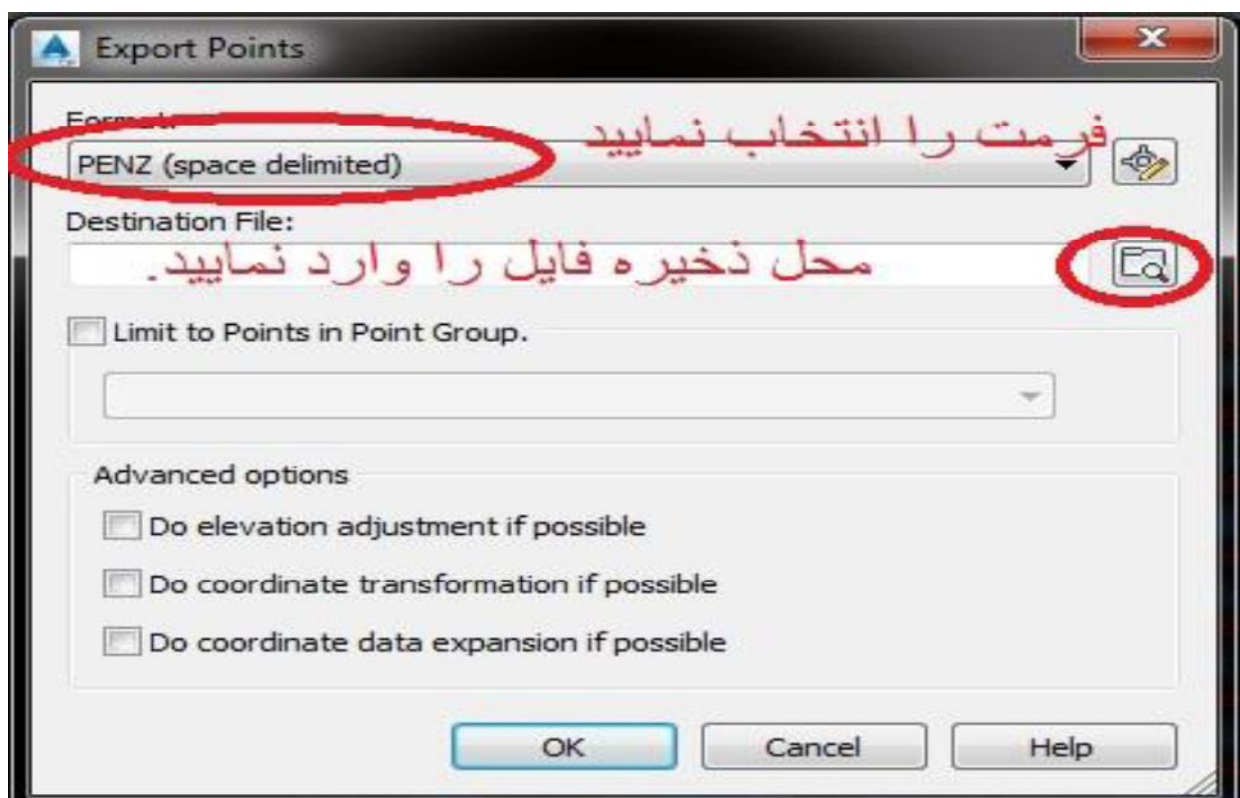 Export Points
Format:
فرمت را انتخاب نمایید
PENZ (space delimited)
Destination File:
محل ذخیره فایل را وارد نمایید.
Limit to Points in Point Group.
Advanced options
Do elevation adjustment if possible
Do coordinate transformation if possible
Do coordinate data expansion if possible
OK Cancel Help